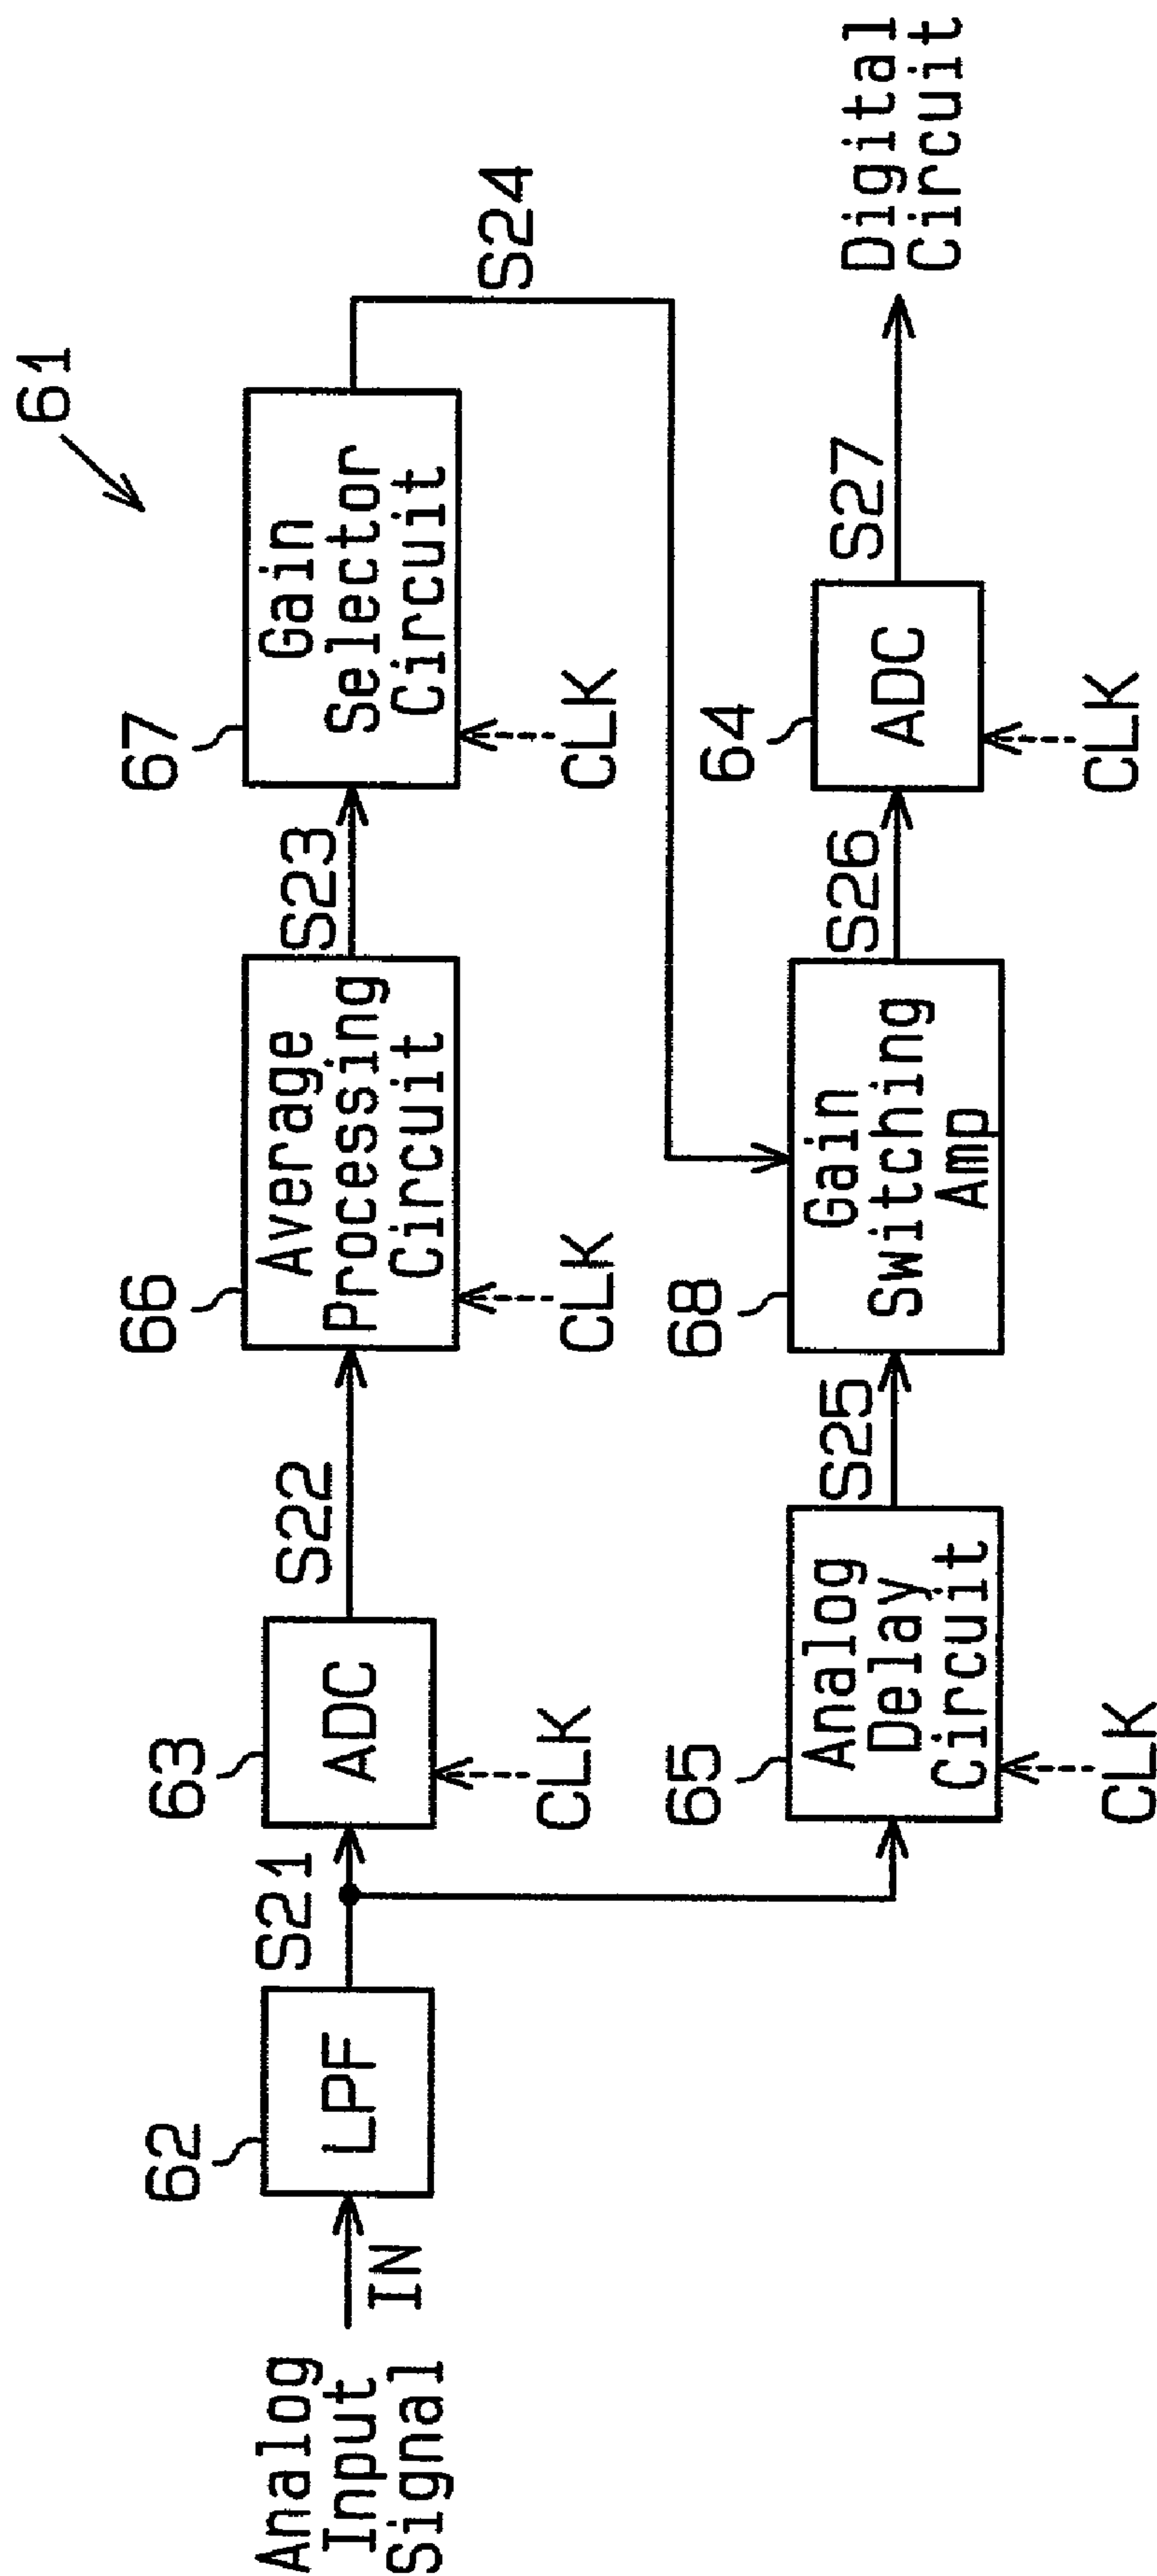 61
Analog
Input
Signal
IN
62
LPF
S21
63
ADC
CLK
S22
66
Average
Processing
Circuit
CLK
S23
67
Gain
Selector
Circuit
CLK
S24
65
Analog
Delay
Circuit
CLK
S25
68
Gain
Switching
Amp
S26
64
ADC
CLK
S27
Digital
Circuit